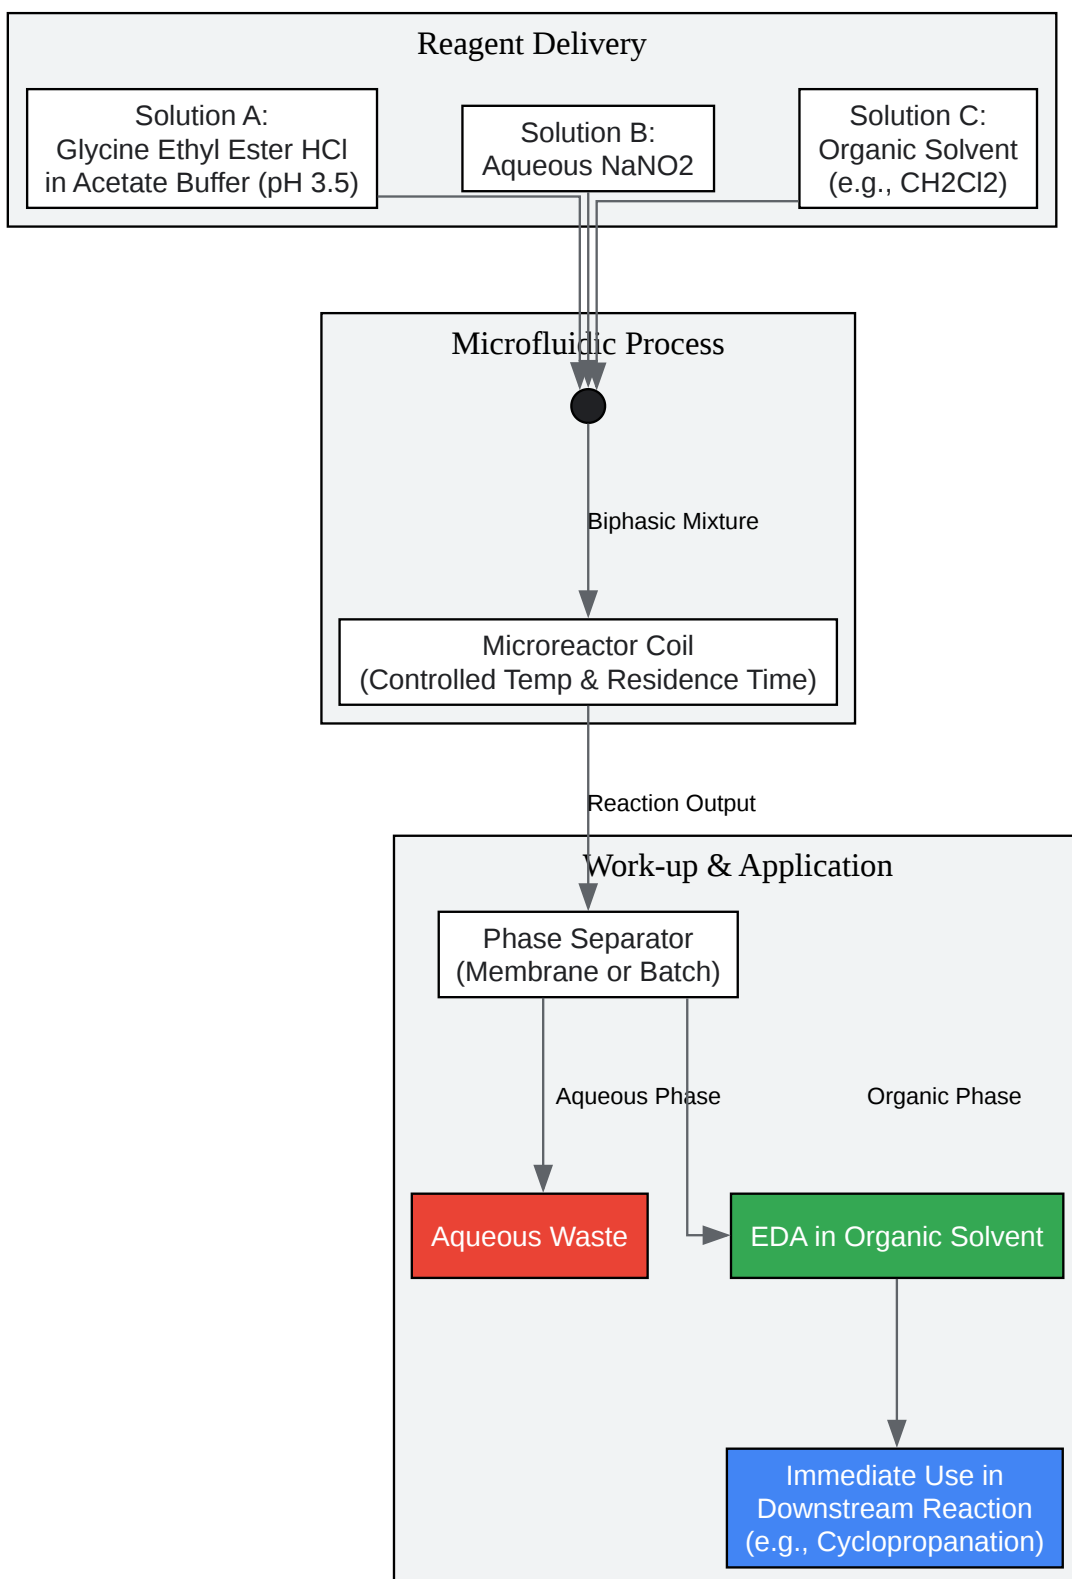 Reagent Delivery
Solution A:
Glycine Ethyl Ester HCl
in Acetate Buffer (pH 3.5)
Solution B:
Aqueous NaNO2
Solution C:
Organic Solvent
(e.g., CH2Cl2)
Microfluidic Process
Biphasic Mixture
Microreactor Coil
(Controlled Temp & Residence Time)
Reaction Output
Work-up & Application
Phase Separator
(Membrane or Batch)
Aqueous Phase
Organic Phase
Aqueous Waste
EDA in Organic Solvent
Immediate Use in
Downstream Reaction
(e.g., Cyclopropanation)